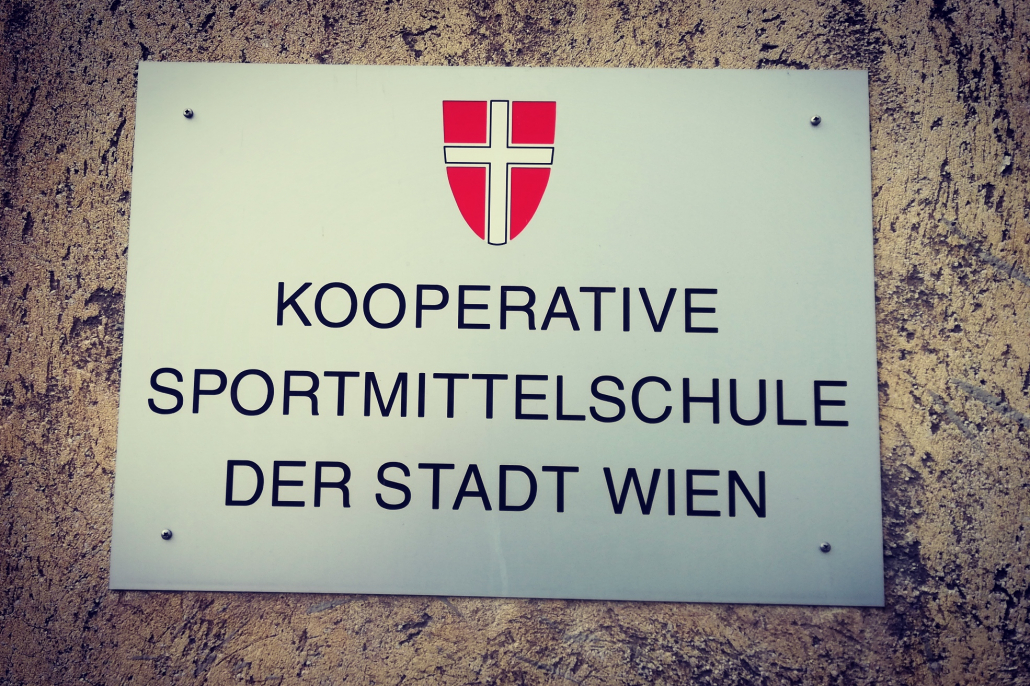 KOOPERATIVE
SPORTMITTELSCHULE
DER STADT WIEN